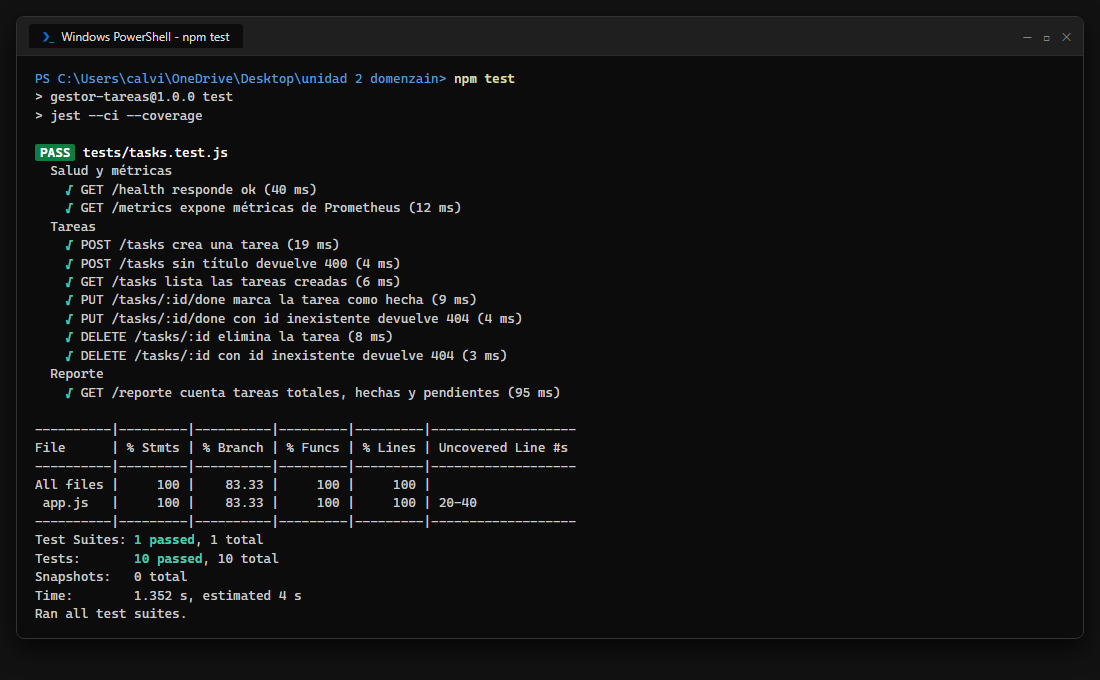 Windows PowerShell - npm test
PS C:\Users\calvi\OneDrive\Desktop\unidad 2 domenzain> npm test
> gestor-tareas@1.0.0 test
> jest --ci --coverage
PASS tests/tasks.test.js
Salud y métricas
√ GET /health responde ok (40 ms)
√ GET /metrics expone métricas de Prometheus (12 ms)
Tareas
√ POST /tasks crea una tarea (19 ms)
√ POST /tasks sin título devuelve 400 (4 ms)
√ GET /tasks lista las tareas creadas (6 ms)
√ PUT /tasks/:id/done marca la tarea como hecha (9 ms)
√ PUT /tasks/:id/done con id inexistente devuelve 404 (4 ms)
√ DELETE /tasks/:id elimina la tarea (8 ms)
√ DELETE /tasks/:id con id inexistente devuelve 404 (3 ms)
Reporte
√ GET /reporte cuenta tareas totales, hechas y pendientes (95 ms)
----------|---------|----------|---------|---------|-------------------
File      | % Stmts | % Branch | % Funcs | % Lines | Uncovered Line #s
----------|---------|----------|---------|---------|-------------------
All files |     100 |    83.33 |     100 |     100 |
 app.js   |     100 |    83.33 |     100 |     100 | 20-40
----------|---------|----------|---------|---------|-------------------
Test Suites: 1 passed, 1 total
Tests:       10 passed, 10 total
Snapshots:   0 total
Time:        1.352 s, estimated 4 s
Ran all test suites.